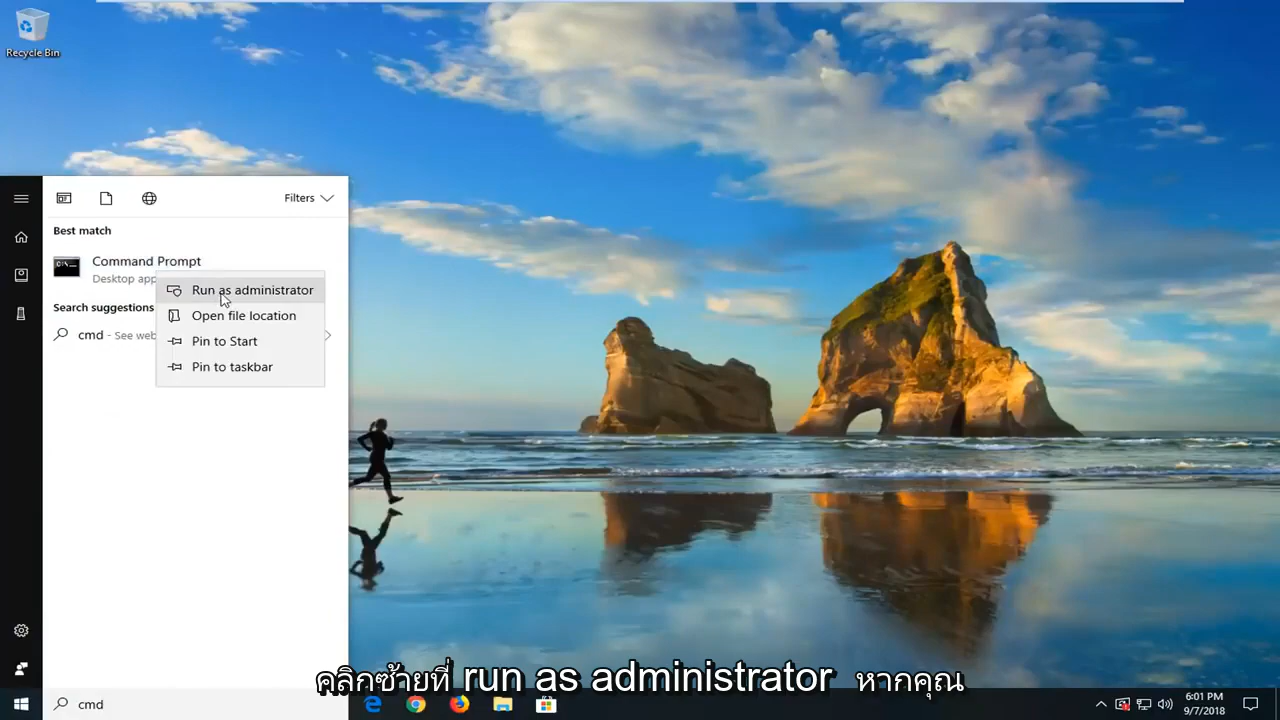 Recycle Bin
Filters
Best match
Command Prompt
Desktop app
Run as administrator
Search suggestions
Open file location
cmd - See web
Pin to Start
Pin to taskbar
คลิกซ้ายที่ run as administrator หากคุณ
cmd
6:01 PM
9/7/2018